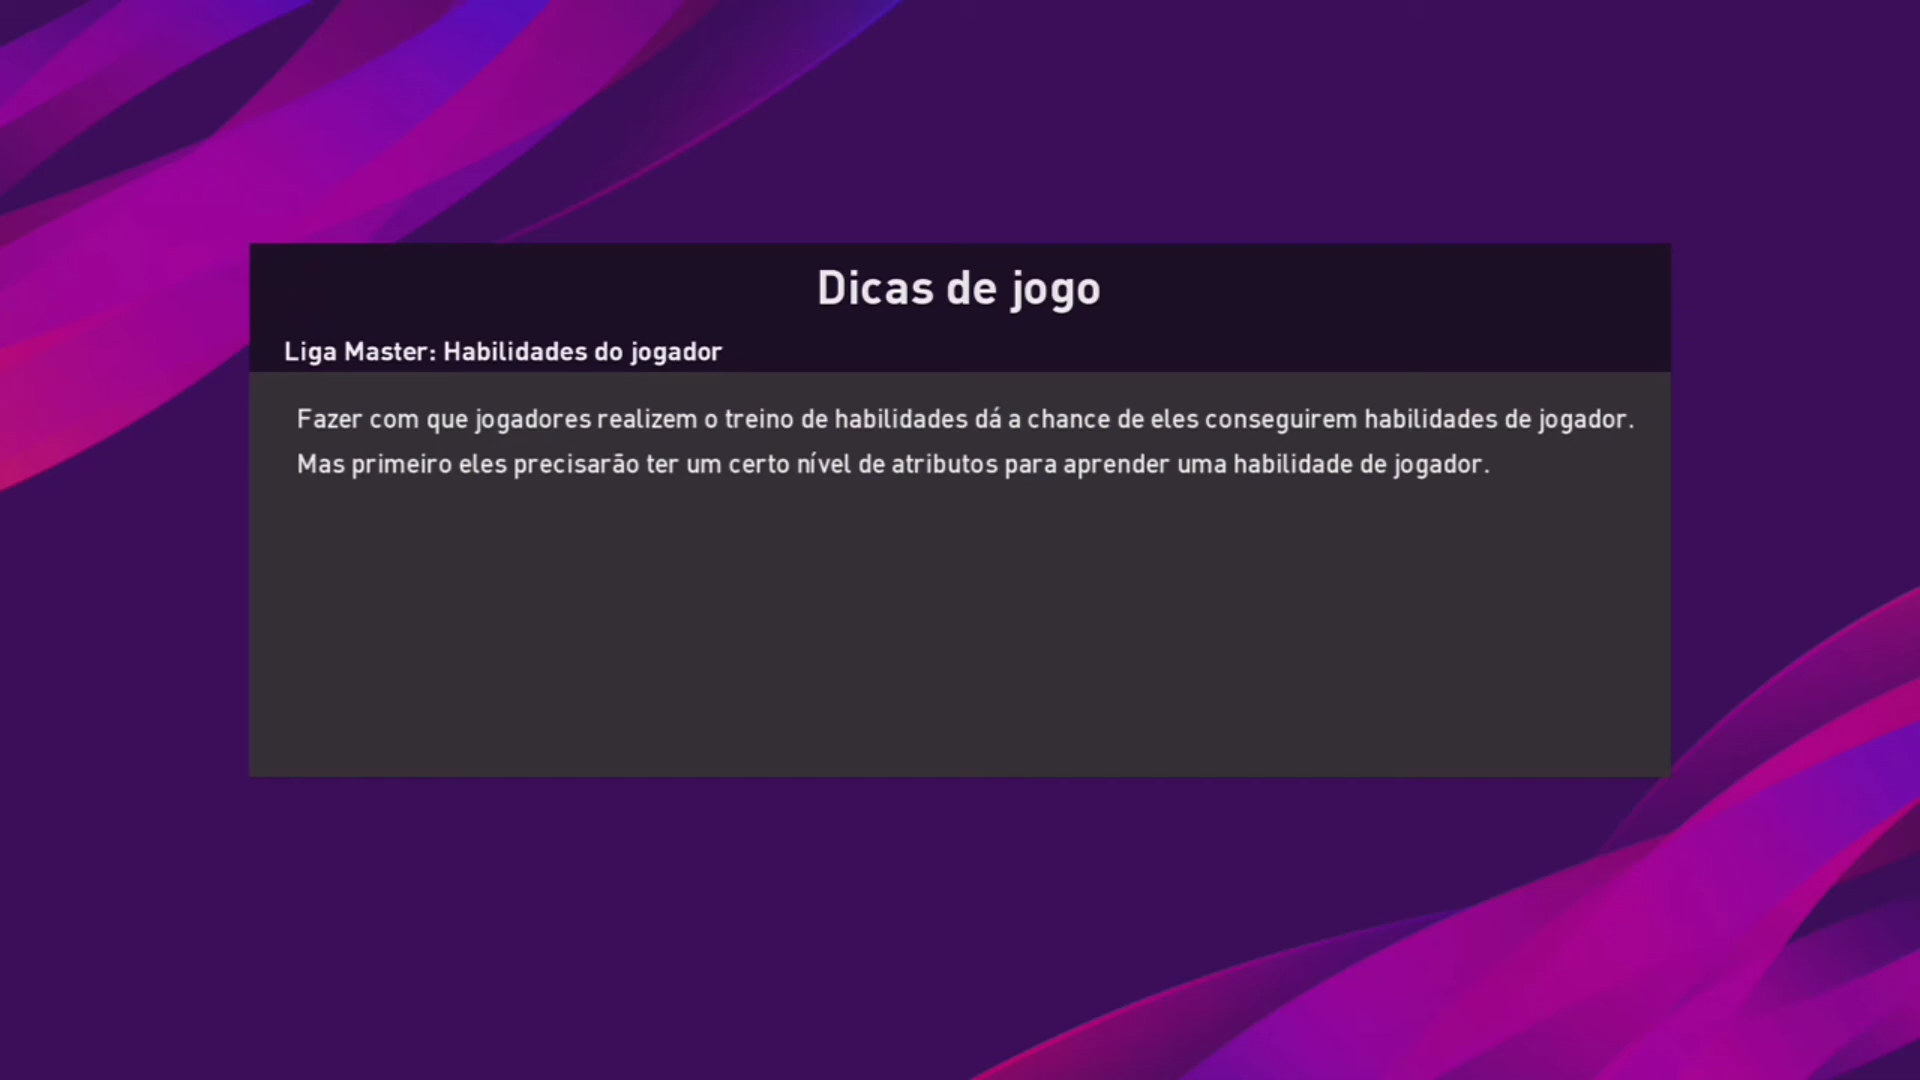 Dicas de jogo
Liga Master: Habilidades do jogador
Fazer com que jogadores realizem o treino de habilidades dá a chance de eles conseguirem habilidades de jogador.
Mas primeiro eles precisarão ter um certo nível de atributos para aprender uma habilidade de jogador.